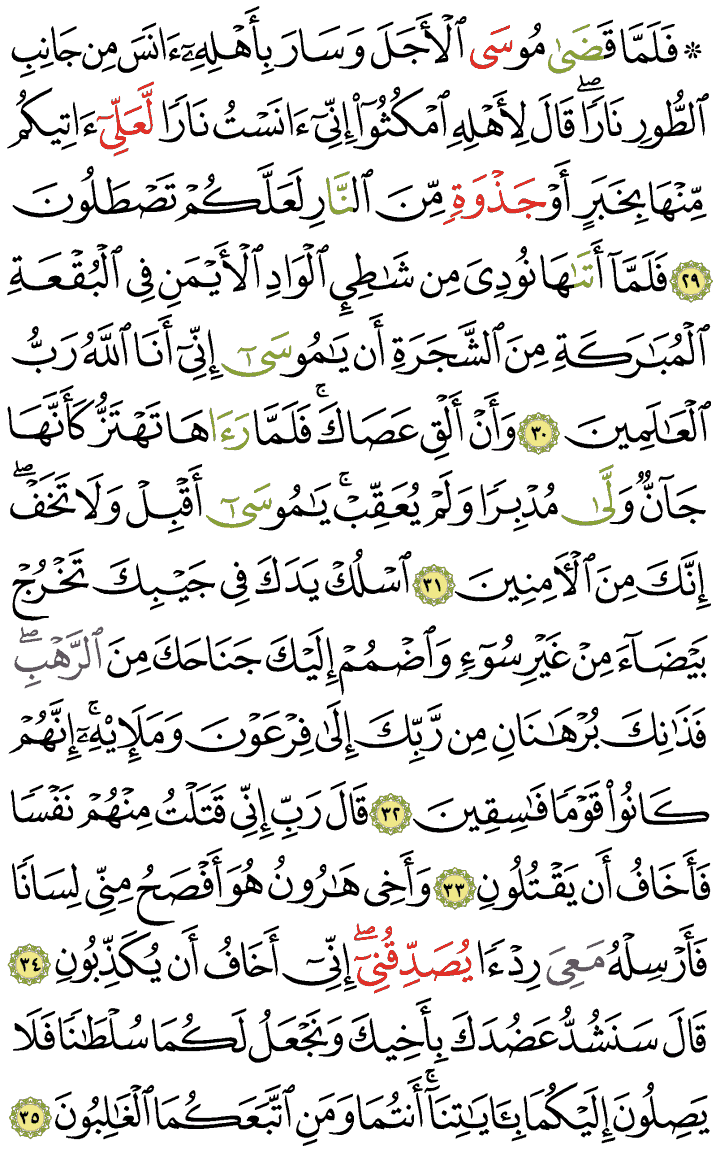 ۞ فَلَمَّا قَضَىٰ مُوسَى ٱلۡأَجَلَ وَسَارَ بِأَهۡلِهِۦٓ ءَانَسَ مِن جَانِبِ
ٱلطُّورِ نَارٗاۖ قَالَ لِأَهۡلِهِ ٱمۡكُثُوٓاْ إِنِّيٓ ءَانَسۡتُ نَارٗا لَّعَلِّيٓ ءَاتِيكُم
مِّنۡهَا بِخَبَرٍ أَوۡ جَذۡوَةٖ مِّنَ ٱلنَّارِ لَعَلَّكُمۡ تَصۡطَلُونَ
٢٩ فَلَمَّآ أَتَىٰهَا نُودِيَ مِن شَٰطِيِٕ ٱلۡوَادِ ٱلۡأَيۡمَنِ فِي ٱلۡبُقۡعَةِ
ٱلۡمُبَٰرَكَةِ مِنَ ٱلشَّجَرَةِ أَن يَٰمُوسَىٰٓ إِنِّيٓ أَنَا ٱللَّهُ رَبُّ
ٱلۡعَٰلَمِينَ ٣٠ وَأَنۡ أَلۡقِ عَصَاكَۚ فَلَمَّا رَءَاهَا تَهۡتَزُّ كَأَنَّهَا
جَآنّٞ وَلَّىٰ مُدۡبِرٗا وَلَمۡ يُعَقِّبۡۚ يَٰمُوسَىٰٓ أَقۡبِلۡ وَلَا تَخَفۡۖ
إِنَّكَ مِنَ ٱلۡأٓمِنِينَ ٣١ ٱسۡلُكۡ يَدَكَ فِي جَيۡبِكَ تَخۡرُجۡ
بَيۡضَآءَ مِنۡ غَيۡرِ سُوٓءٖ وَٱضۡمُمۡ إِلَيۡكَ جَنَاحَكَ مِنَ ٱلرَّهۡبِۖ
فَذَٰنِكَ بُرۡهَٰنَانِ مِن رَّبِّكَ إِلَىٰ فِرۡعَوۡنَ وَمَلَإِيْهِۦٓۚ إِنَّهُمۡ
كَانُواْ قَوۡمٗا فَٰسِقِينَ ٣٢ قَالَ رَبِّ إِنِّي قَتَلۡتُ مِنۡهُمۡ نَفۡسٗا
فَأَخَافُ أَن يَقۡتُلُونِ ٣٣ وَأَخِي هَٰرُونُ هُوَ أَفۡصَحُ مِنِّي لِسَانٗا
فَأَرۡسِلۡهُ مَعِيَ رِدۡءٗا يُصَدِّقُنِيٓۖ إِنِّيٓ أَخَافُ أَن يُكَذِّبُونِ ٣٤
قَالَ سَنَشُدُّ عَضُدَكَ بِأَخِيكَ وَنَجۡعَلُ لَكُمَا سُلۡطَٰنٗا فَلَا
يَصِلُونَ إِلَيۡكُمَا بِـَٔايَٰتِنَآۚ أَنتُمَا وَمَنِ ٱتَّبَعَكُمَا ٱلۡغَٰلِبُونَ ٣٥